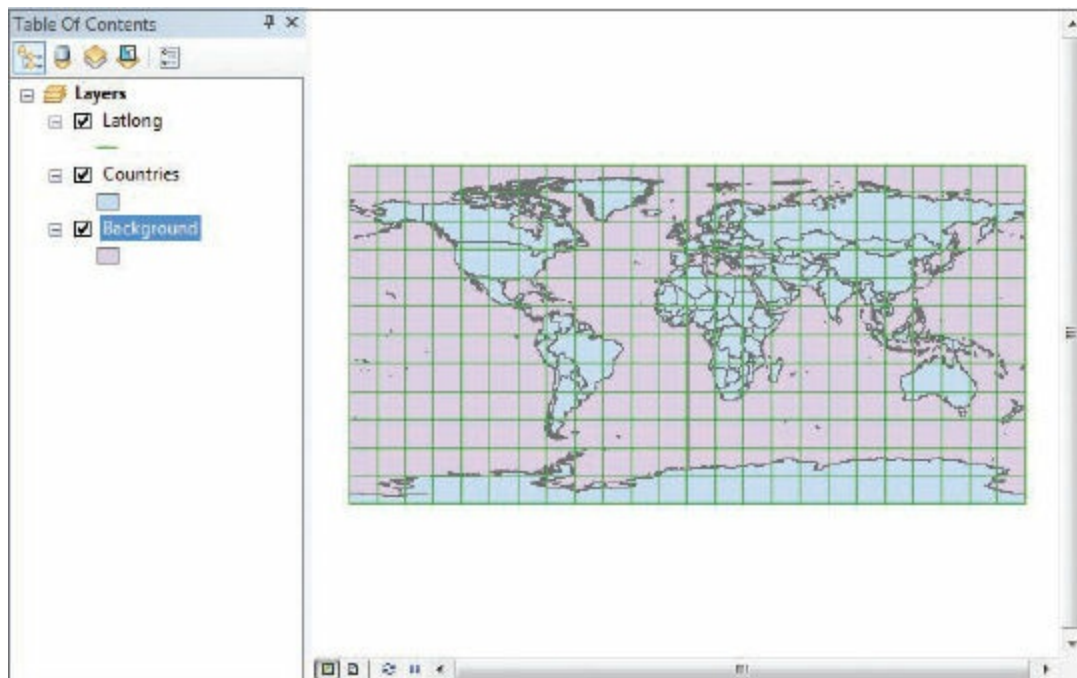 Table Of Contents
Layers
Latlong
Countries
Background